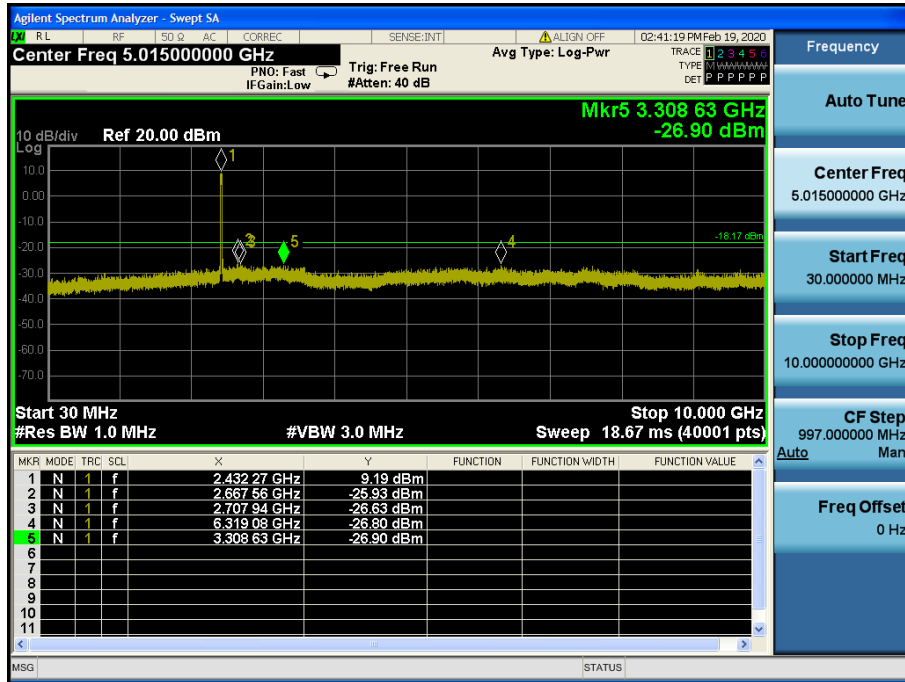 Agilent Spectrum Analyzer - Swept SA
LXI RL RF 50 Ω AC CORREC SENSE:INT ALIGN OFF 02:41:19 PM Feb 19, 2020
Center Freq 5.015000000 GHz
PNO: Fast
IFGain:Low
Trig: Free Run
#Atten: 40 dB
Avg Type: Log-Pwr
TRACE 1 2 3 4 5 6
TYPE M WWWWW
DET P P P P P P
Mkr5 3.308 63 GHz
-26.90 dBm
10 dB/div Ref 20.00 dBm
Log
10.0
0.00
-10.0
-20.0
-30.0
-40.0
-50.0
-60.0
-70.0
1
2
3
5
4
-18.17 dBm
Start 30 MHz Stop 10.000 GHz
#Res BW 1.0 MHz #VBW 3.0 MHz Sweep 18.67 ms (40001 pts)
MKR MODE TRC SCL X Y FUNCTION FUNCTION WIDTH FUNCTION VALUE
1 N 1 f 2.432 27 GHz 9.19 dBm
2 N 1 f 2.667 56 GHz -25.93 dBm
3 N 1 f 2.707 94 GHz -26.63 dBm
4 N 1 f 6.319 08 GHz -26.80 dBm
5 N 1 f 3.308 63 GHz -26.90 dBm
6
7
8
9
10
11
MSG STATUS
Frequency
Auto Tune
Center Freq
5.015000000 GHz
Start Freq
30.000000 MHz
Stop Freq
10.000000000 GHz
CF Step
997.000000 MHz
Auto Man
Freq Offset
0 Hz